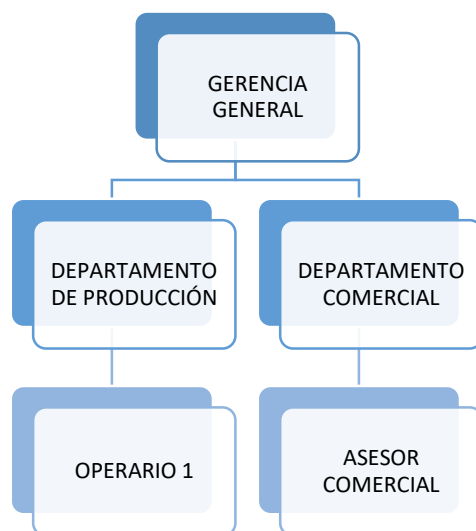 GERENCIA
GENERAL
DEPARTAMENTO
DE PRODUCCIÓN
DEPARTAMENTO
COMERCIAL
OPERARIO 1
ASESOR
COMERCIAL